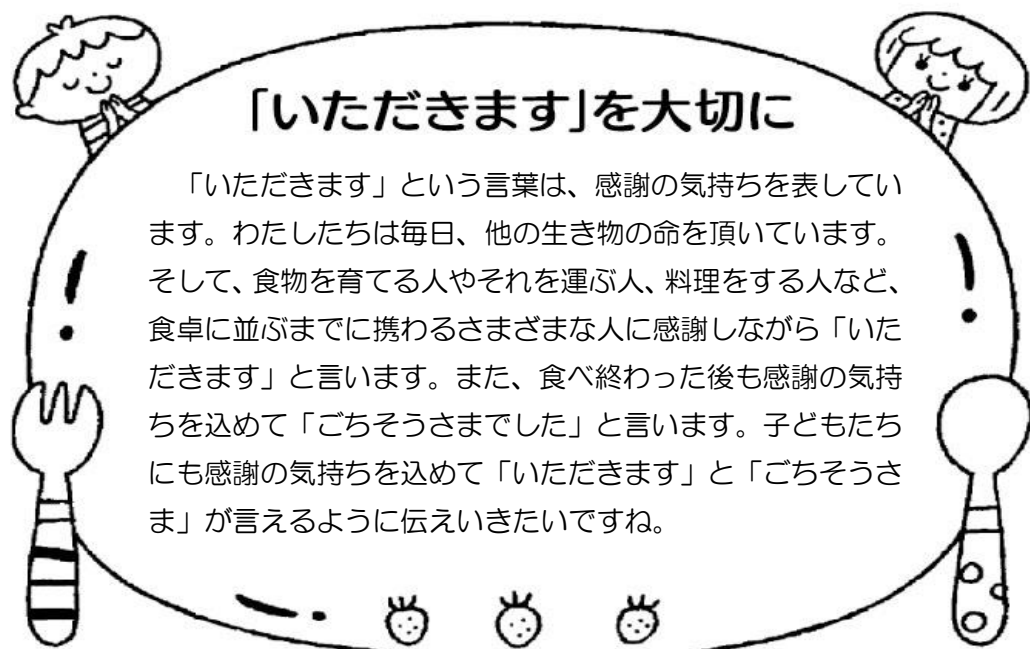 「いただきます」を大切に
「いただきます」という言葉は、感謝の気持ちを表してい
ます。わたしたちは毎日、他の生き物の命を頂いています。
そして、食物を育てる人やそれを運ぶ人、料理をする人など、
食卓に並ぶまでに携わるさまざまな人に感謝しながら「いた
だきます」と言います。また、食べ終わった後も感謝の気持
ちを込めて「ごちそうさまでした」と言います。子どもたち
にも感謝の気持ちを込めて「いただきます」と「ごちそうさ
ま」が言えるように伝えいきたいですね。